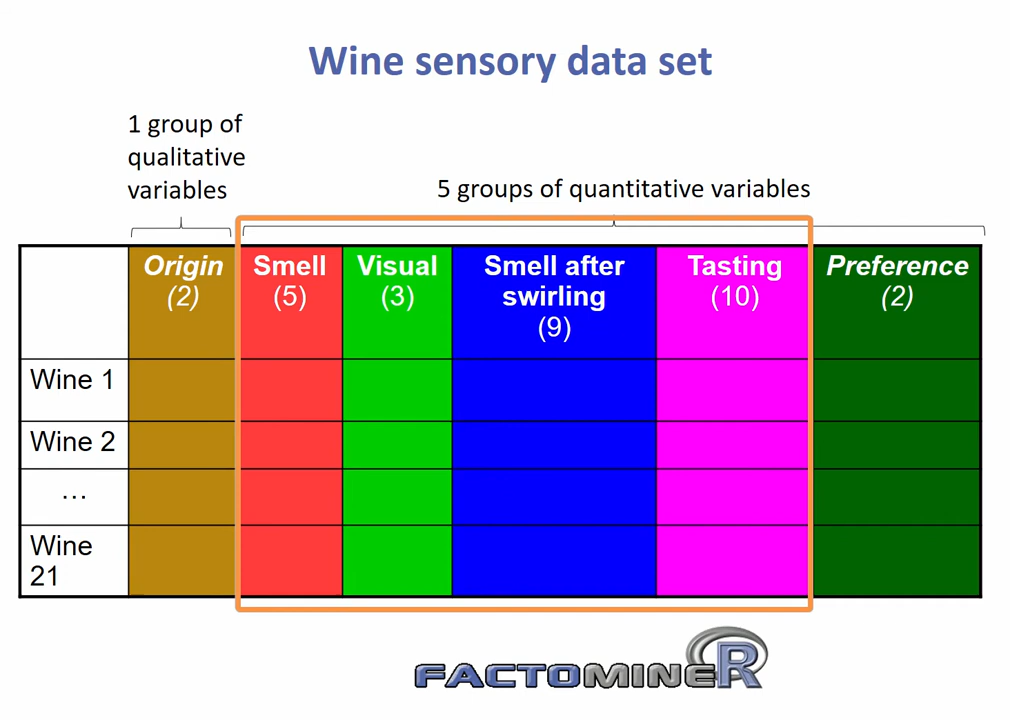 Wine sensory data set
1 group of
qualitative
variables
5 groups of quantitative variables
Origin
(2)
Smell
(5)
Visual
(3)
Smell after
swirling
(9)
Tasting
(10)
Preference
(2)
Wine 1
Wine 2
…
Wine
21
FACTOMINER